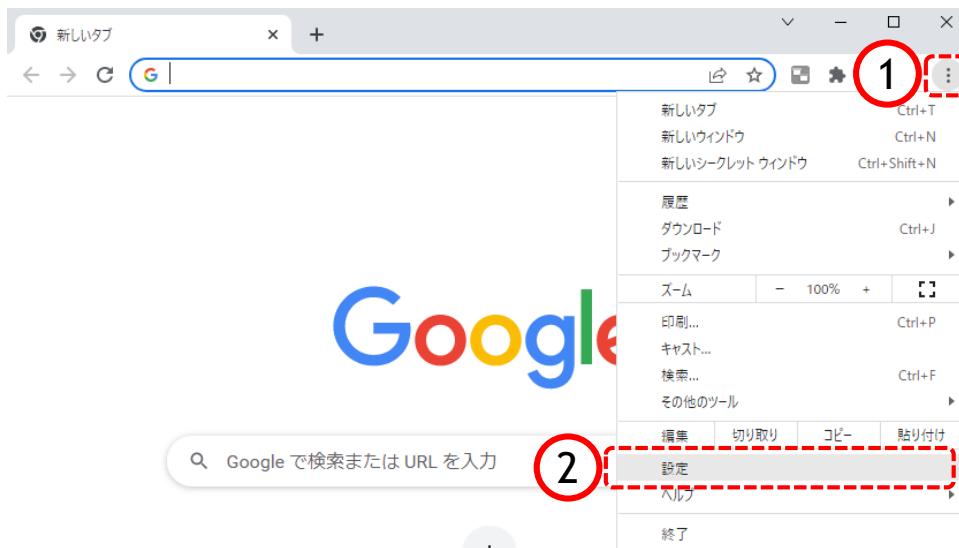 新しいタブ
1
新しいタブ Ctrl+T
新しいウィンドウ Ctrl+N
新しいシークレット ウィンドウ Ctrl+Shift+N
履歴
ダウンロード Ctrl+J
ブックマーク
ズーム - 100% +
Google
印刷... Ctrl+P
キャスト...
検索... Ctrl+F
その他のツール
編集 切り取り コピー 貼り付け
Google で検索または URL を入力
2 設定
ヘルプ
終了